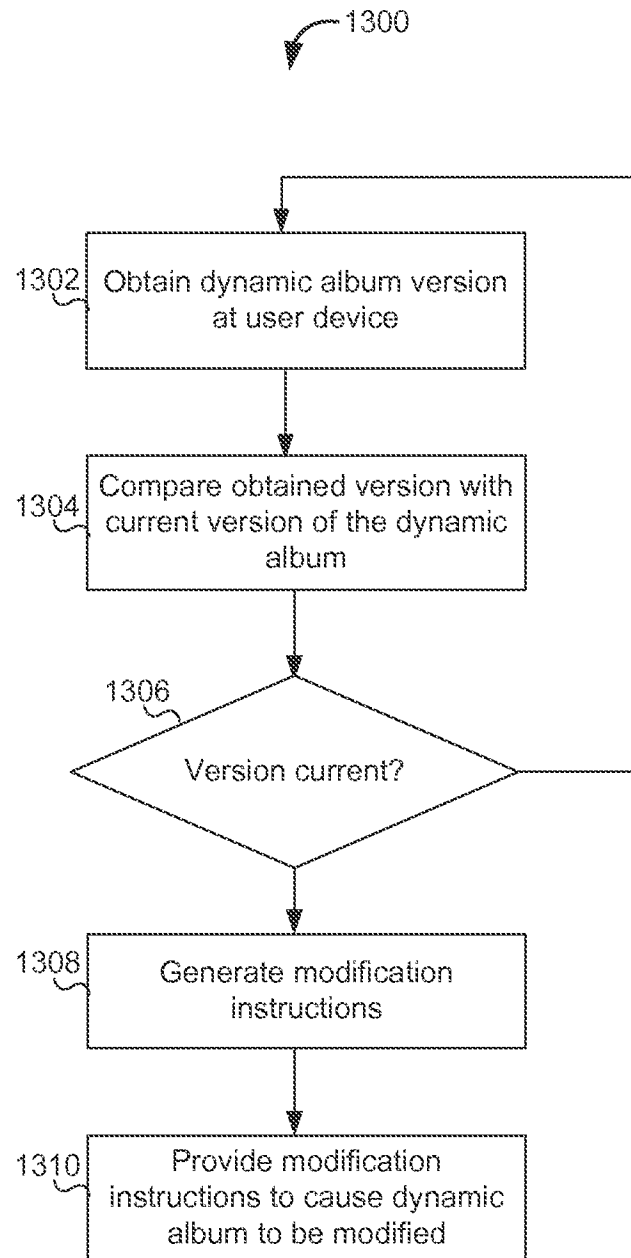 1300
1302
Obtain dynamic album version
at user device
1304
Compare obtained version with
current version of the dynamic
album
1306
Version current?
1308
Generate modification
instructions
1310
Provide modification
instructions to cause dynamic
album to be modified